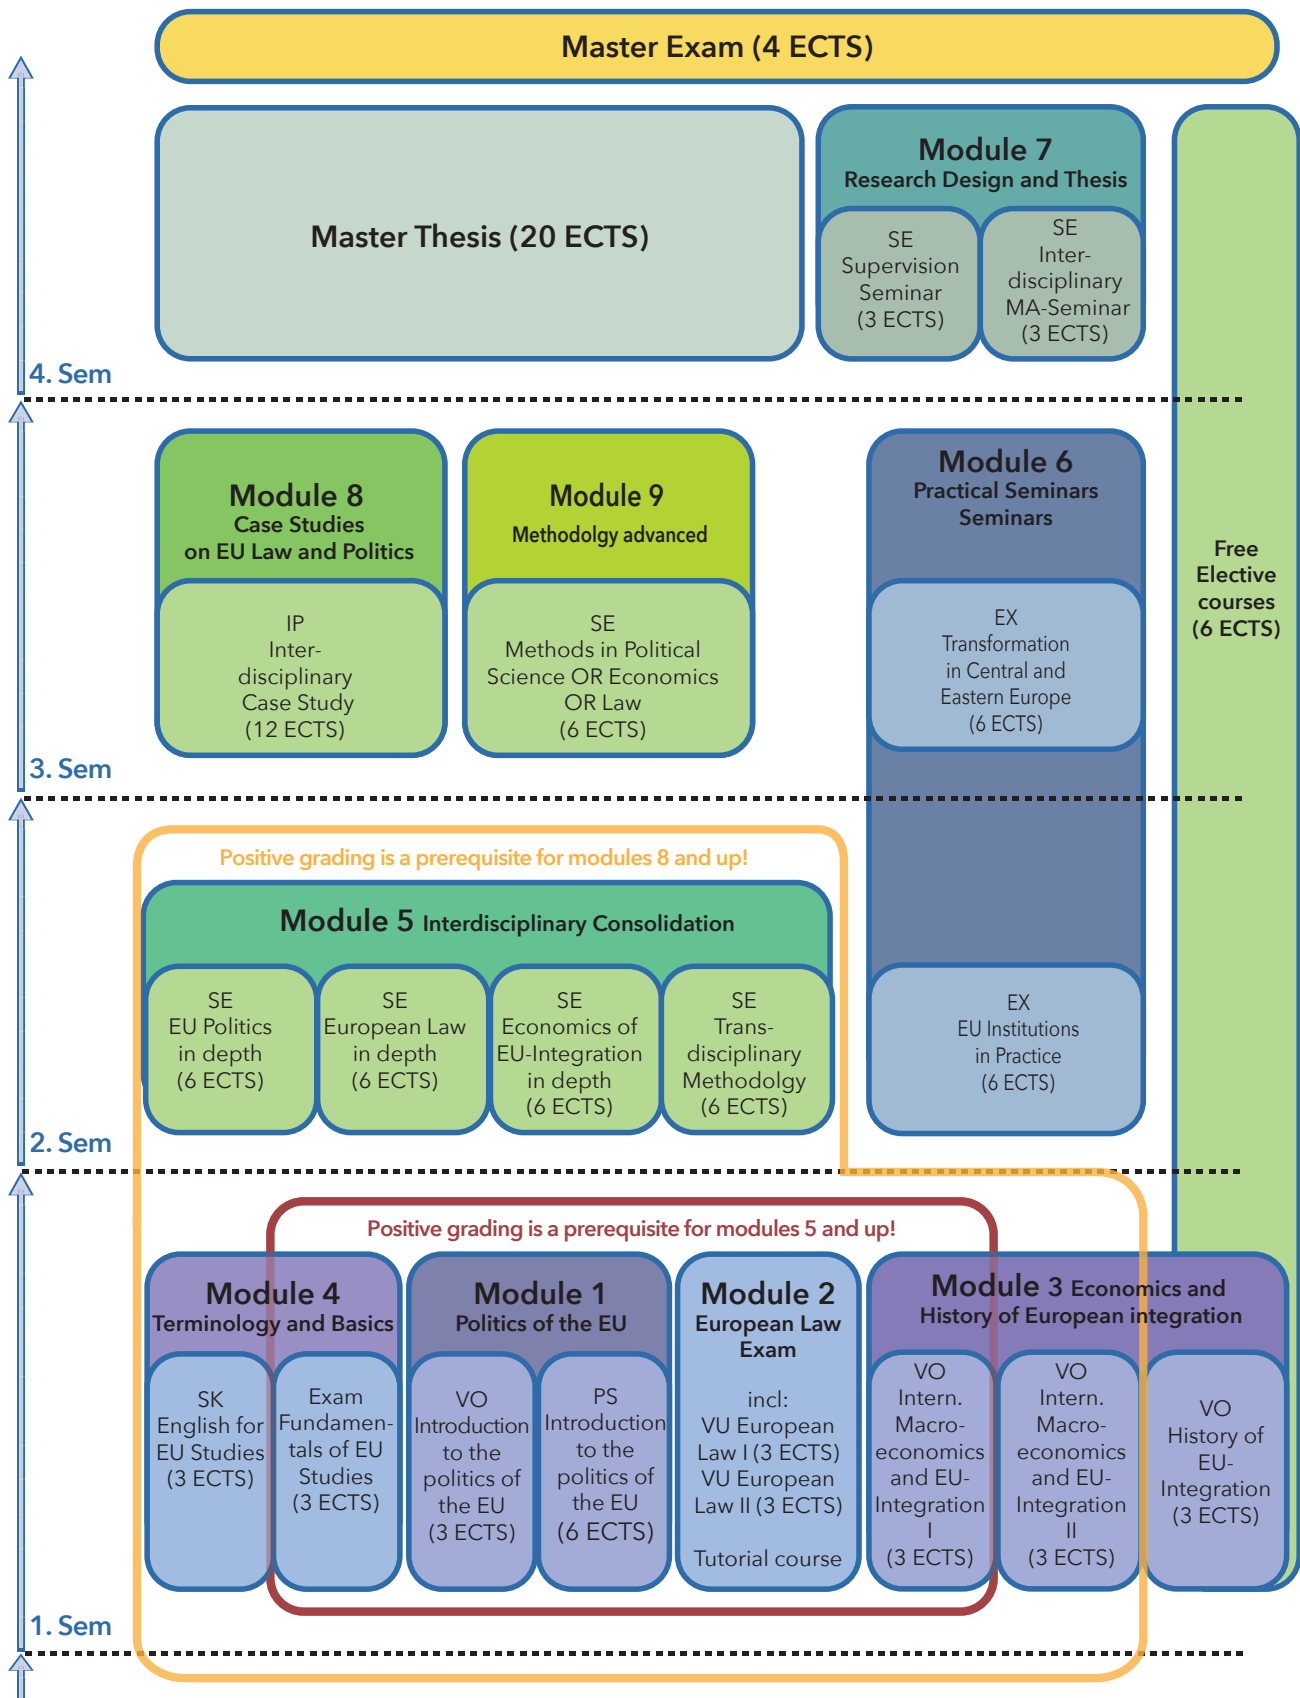 Master Exam (4 ECTS)
Master Thesis (20 ECTS)
Module 7
Research Design and Thesis
SE
Supervision
Seminar
(3 ECTS)
SE
Inter-
disciplinary
MA-Seminar
(3 ECTS)
4. Sem
Module 8
Case Studies
on EU Law and Politics
IP
Inter-
disciplinary
Case Study
(12 ECTS)
Module 9
Methodolgy advanced
SE
Methods in Political
Science OR Economics
OR Law
(6 ECTS)
Module 6
Practical Seminars
Seminars
EX
Transformation
in Central and
Eastern Europe
(6 ECTS)
Free
Elective
courses
(6 ECTS)
3. Sem
Positive grading is a prerequisite for modules 8 and up!
Module 5 Interdisciplinary Consolidation
SE
EU Politics
in depth
(6 ECTS)
SE
European Law
in depth
(6 ECTS)
SE
Economics of
EU-Integration
in depth
(6 ECTS)
SE
Trans-
disciplinary
Methodolgy
(6 ECTS)
EX
EU Institutions
in Practice
(6 ECTS)
2. Sem
Positive grading is a prerequisite for modules 5 and up!
Module 4
Terminology and Basics
SK
English for
EU Studies
(3 ECTS)
Exam
Fundamen-
tals of EU
Studies
(3 ECTS)
Module 1
Politics of the EU
VO
Introduction
to the
politics of
the EU
(3 ECTS)
PS
Introduction
to the
politics of
the EU
(6 ECTS)
Module 2
European Law
Exam
incl:
VU European
Law I (3 ECTS)
VU European
Law II (3 ECTS)
Tutorial course
Module 3 Economics and
History of European integration
VO
Intern.
Macro-
economics
and EU-
Integration
I
(3 ECTS)
VO
Intern.
Macro-
economics
and EU-
Integration
II
(3 ECTS)
VO
History of
EU-
Integration
(3 ECTS)
1. Sem